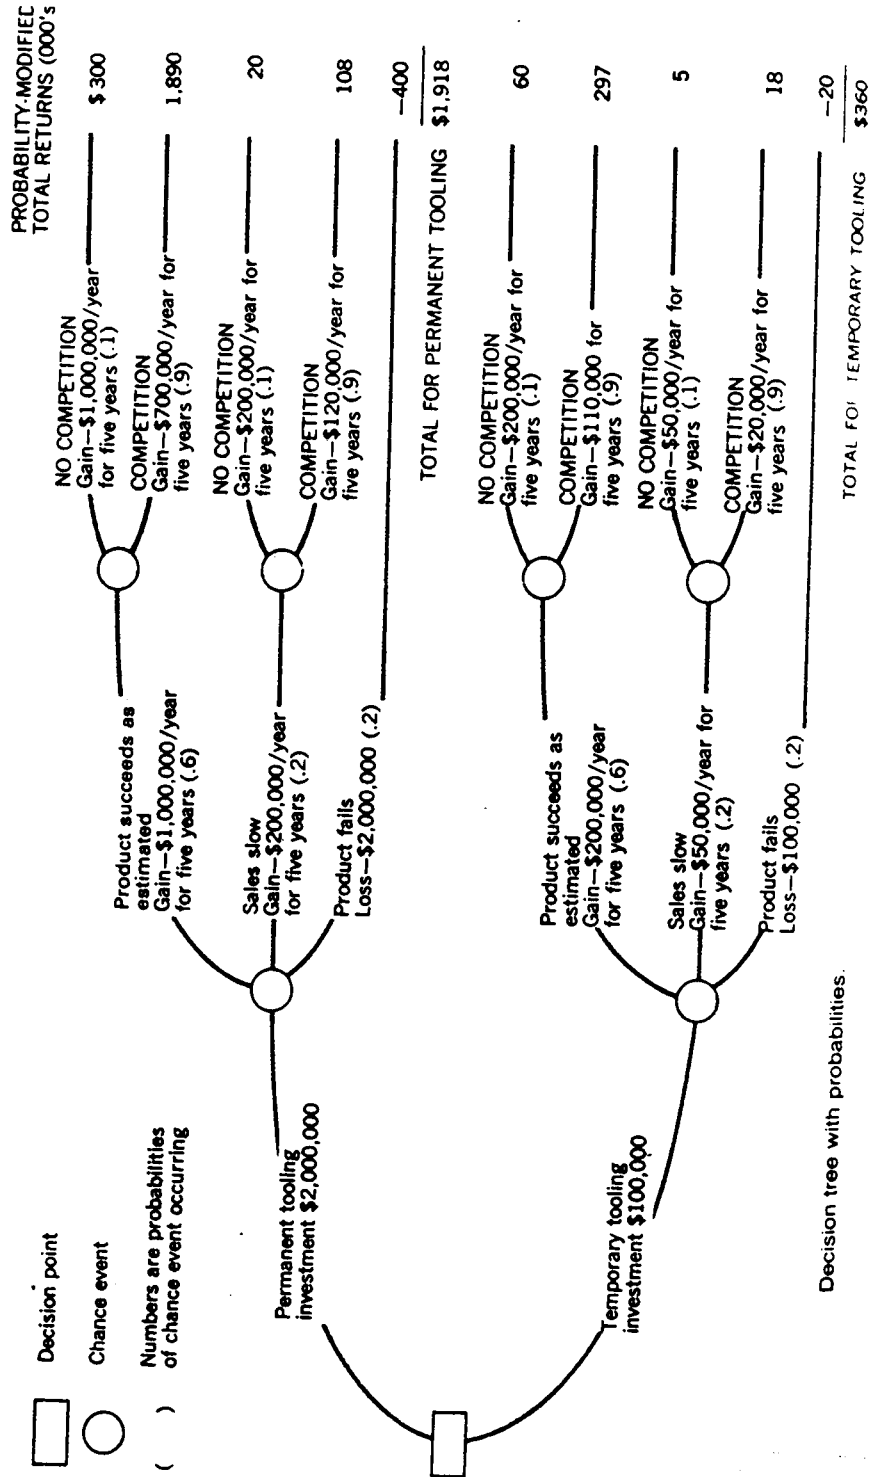 Decision point
Chance event
( ) Numbers are probabilities
of chance event occurring
PROBABILITY-MODIFIED
TOTAL RETURNS (000's
Permanent tooling
investment $2,000,000
Product succeeds as
estimated
Gain—$1,000,000/year
for five years (.6)
NO COMPETITION
Gain—$1,000,000/year
for five years (.1)
$300
COMPETITION
Gain—$700,000/year for
five years (.9)
1,890
Sales slow
Gain—$200,000/year
for five years (.2)
NO COMPETITION
Gain—$200,000/year for
five years (.1)
20
COMPETITION
Gain—$120,000/year for
five years (.9)
108
Product fails
Loss—$2,000,000 (.2)
—400
TOTAL FOR PERMANENT TOOLING $1,918
Temporary tooling
investment $100,000
Product succeeds as
estimated
Gain—$200,000/year
for five years (.6)
NO COMPETITION
Gain—$200,000/year for
five years (.1)
60
COMPETITION
Gain—$110,000 for
five years (.9)
297
Sales slow
Gain—$50,000/year for
five years (.2)
NO COMPETITION
Gain—$50,000/year for
five years (.1)
5
COMPETITION
Gain—$20,000/year for
five years (.9)
18
Product fails
Loss—$100,000 (.2)
—20
TOTAL FOR TEMPORARY TOOLING $360
Decision tree with probabilities.